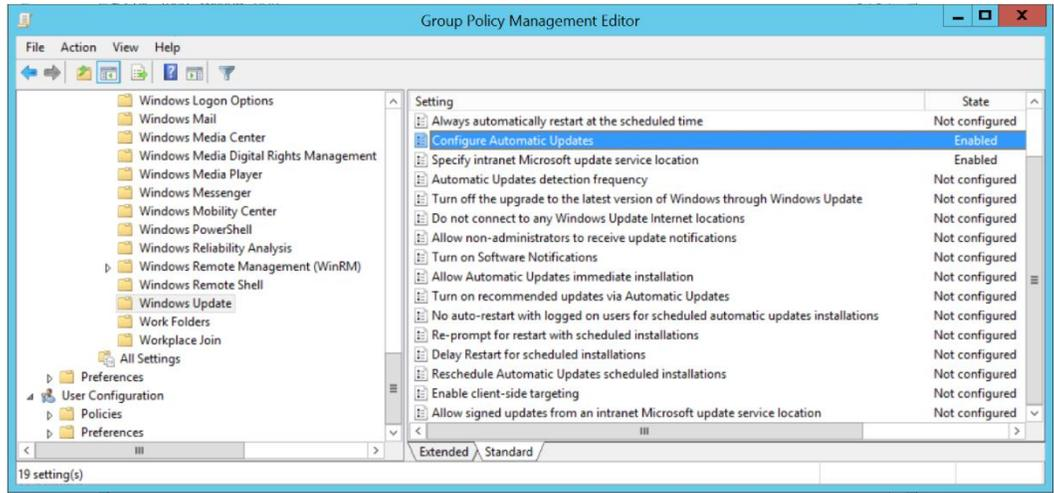 Group Policy Management Editor
File Action View Help
Windows Logon Options
Windows Mail
Windows Media Center
Windows Media Digital Rights Management
Windows Media Player
Windows Messenger
Windows Mobility Center
Windows PowerShell
Windows Reliability Analysis
Windows Remote Management (WinRM)
Windows Remote Shell
Windows Update
Work Folders
Workplace Join
All Settings
Preferences
User Configuration
Policies
Preferences
Setting State
Always automatically restart at the scheduled time Not configured
Configure Automatic Updates Enabled
Specify intranet Microsoft update service location Enabled
Automatic Updates detection frequency Not configured
Turn off the upgrade to the latest version of Windows through Windows Update Not configured
Do not connect to any Windows Update Internet locations Not configured
Allow non-administrators to receive update notifications Not configured
Turn on Software Notifications Not configured
Allow Automatic Updates immediate installation Not configured
Turn on recommended updates via Automatic Updates Not configured
No auto-restart with logged on users for scheduled automatic updates installations Not configured
Re-prompt for restart with scheduled installations Not configured
Delay Restart for scheduled installations Not configured
Reschedule Automatic Updates scheduled installations Not configured
Enable client-side targeting Not configured
Allow signed updates from an intranet Microsoft update service location Not configured
Extended Standard
19 setting(s)